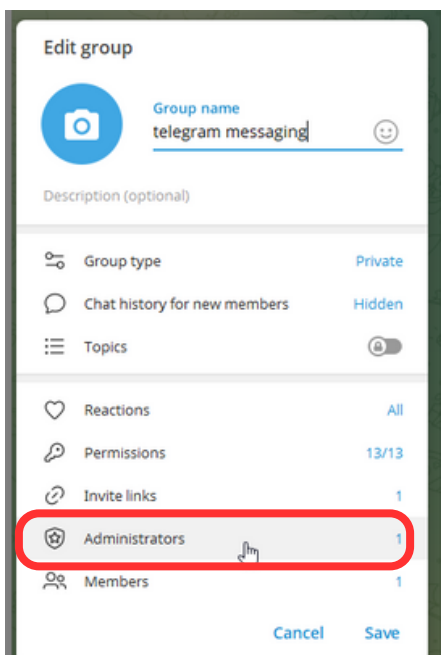 Edit group
Group name
telegram messaging
Description (optional)
Group type Private
Chat history for new members Hidden
Topics
Reactions All
Permissions 13/13
Invite links 1
Administrators 1
Members 1
Cancel Save